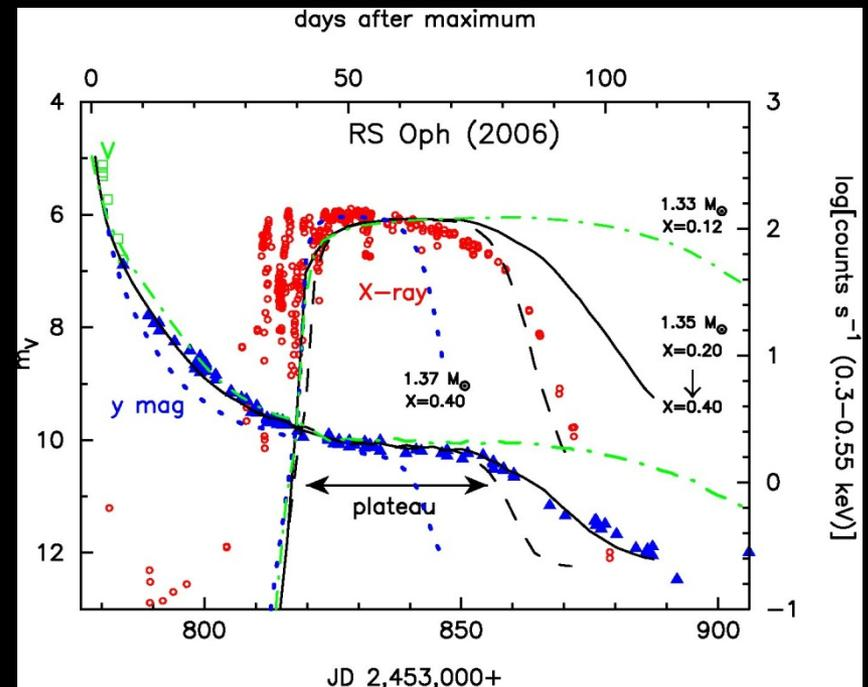 days after maximum
0 50 100
4 3
RS Oph (2006)
V
6 2
1.33 M⊙
X=0.12
X-ray
8 1
1.35 M⊙
X=0.20
1.37 M⊙
X=0.40
X=0.40
y mag
10 0
plateau
12 −1
800 850 900
JD 2,453,000+
m_V
log[counts s⁻¹ (0.3-0.55 keV)]